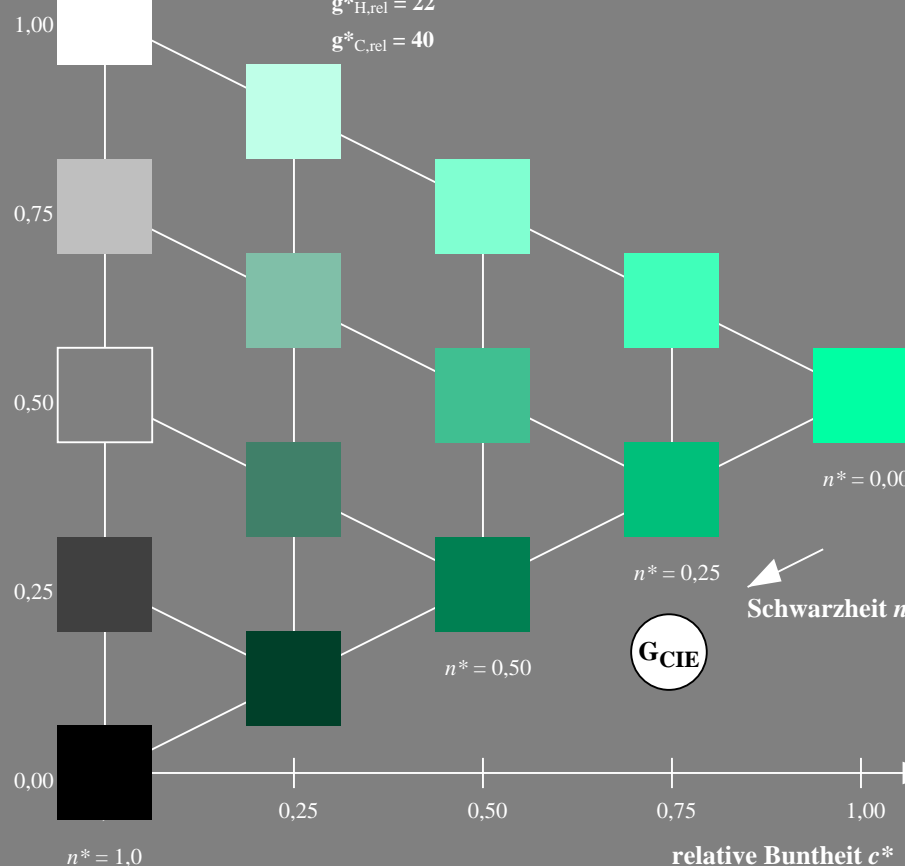 g*H,rel = 22
1,00
g*C,rel = 40
0,75
0,50
n* = 0,00
0,25
n* = 0,25
Schwarzheit n
GCIE
n* = 0,50
0,00
0,25
0,50
0,75
1,00
n* = 1,0
relative Buntheit c*